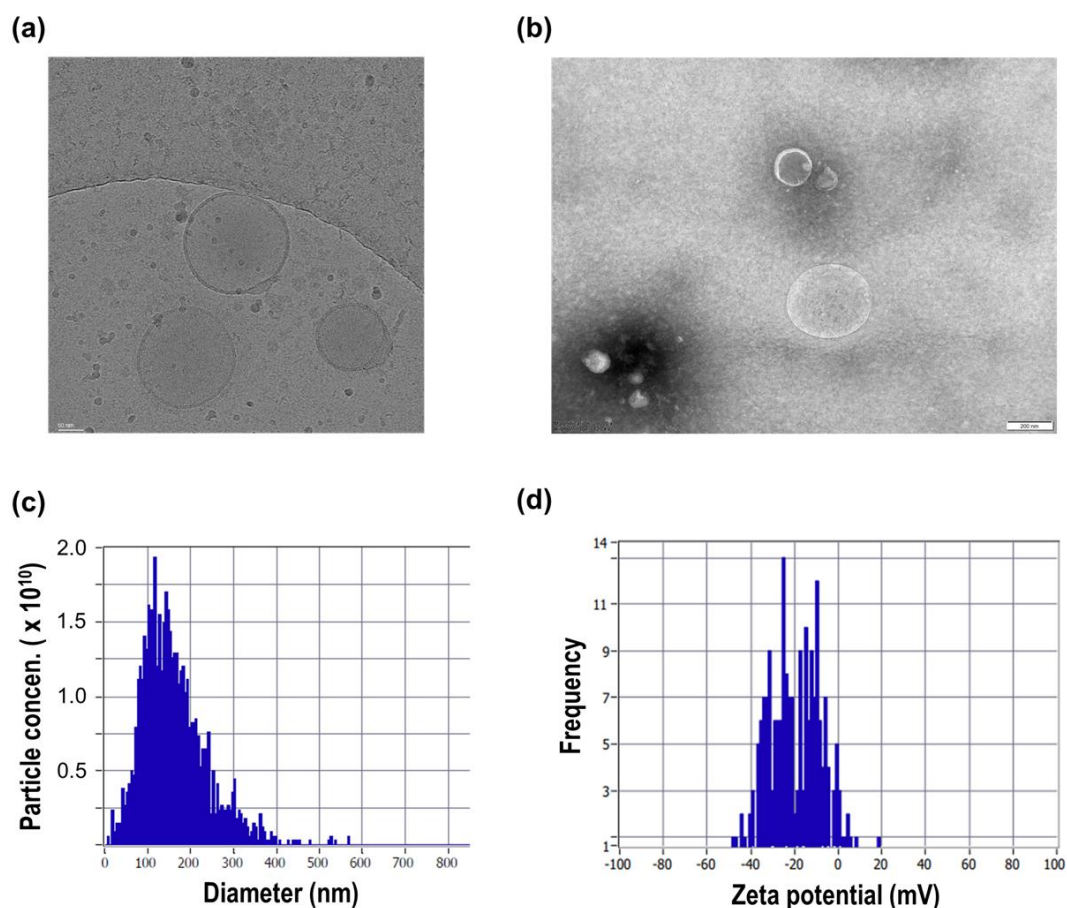 (a)
(b)
50 nm
200 nm
(c)
(d)
Particle concen. ( x 10¹⁰)
2.0
1.5
1.0
0.5
0 100 200 300 400 500 600 700 800
Diameter (nm)
Frequency
14
11
9
7
5
3
1
-100 -80 -60 -40 -20 0 20 40 60 80 100
Zeta potential (mV)